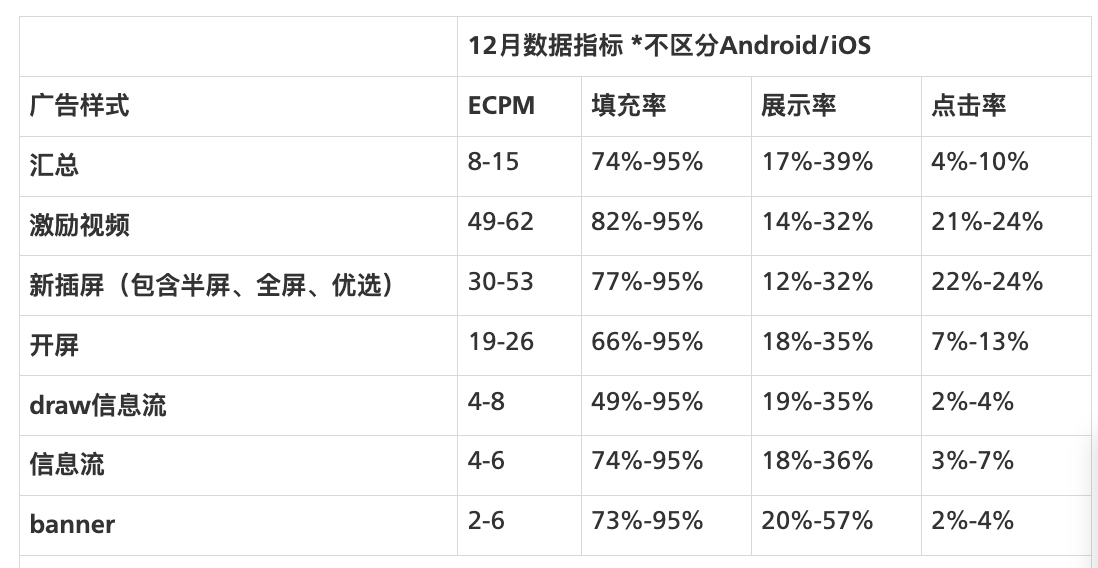 12月数据指标 *不区分Android/iOS
广告样式 ECPM 填充率 展示率 点击率
汇总 8-15 74%-95% 17%-39% 4%-10%
激励视频 49-62 82%-95% 14%-32% 21%-24%
新插屏（包含半屏、全屏、优选） 30-53 77%-95% 12%-32% 22%-24%
开屏 19-26 66%-95% 18%-35% 7%-13%
draw信息流 4-8 49%-95% 19%-35% 2%-4%
信息流 4-6 74%-95% 18%-36% 3%-7%
banner 2-6 73%-95% 20%-57% 2%-4%